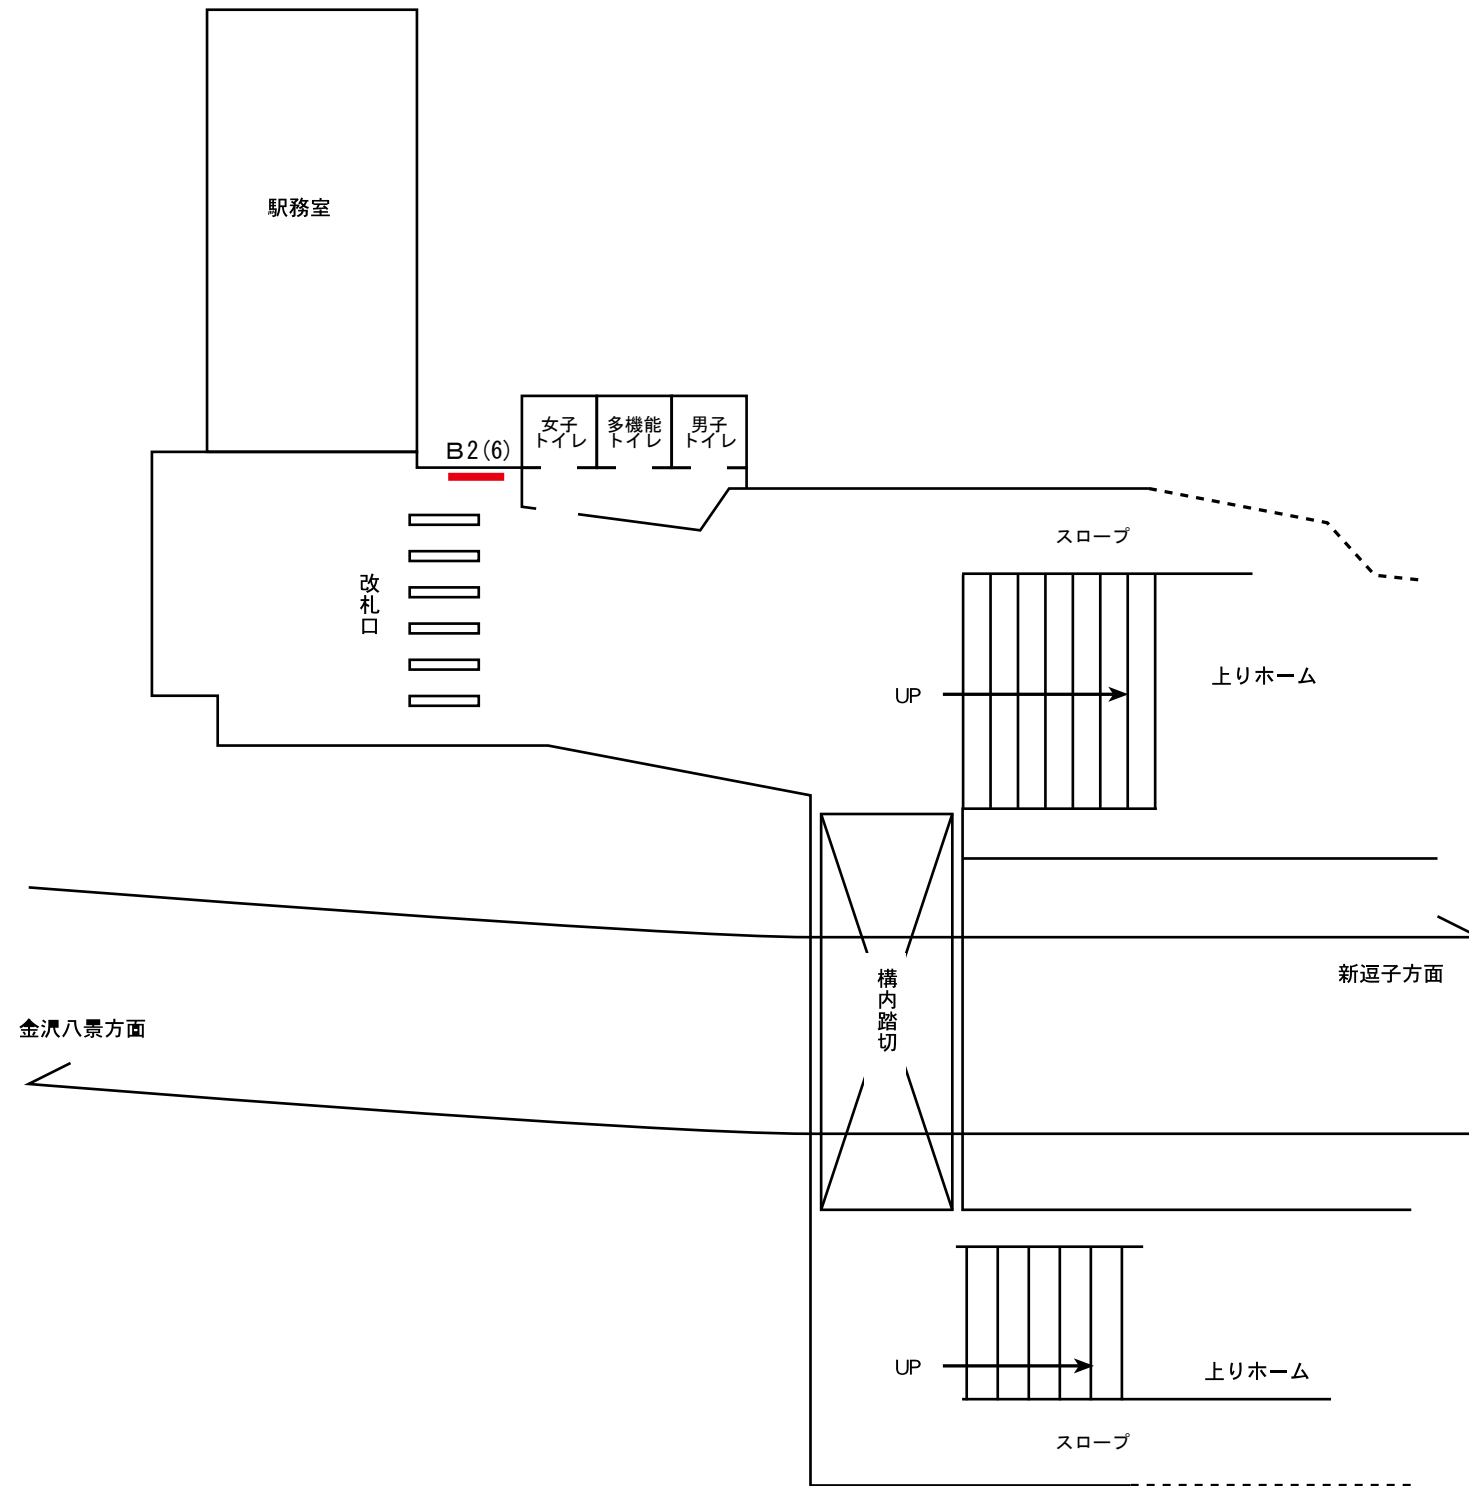 駅務室
B2(6)
女子
トイレ
多機能
トイレ
男子
トイレ
スロープ
改札口
上りホーム
UP
構内踏切
新逗子方面
金沢八景方面
UP
上りホーム
スロープ